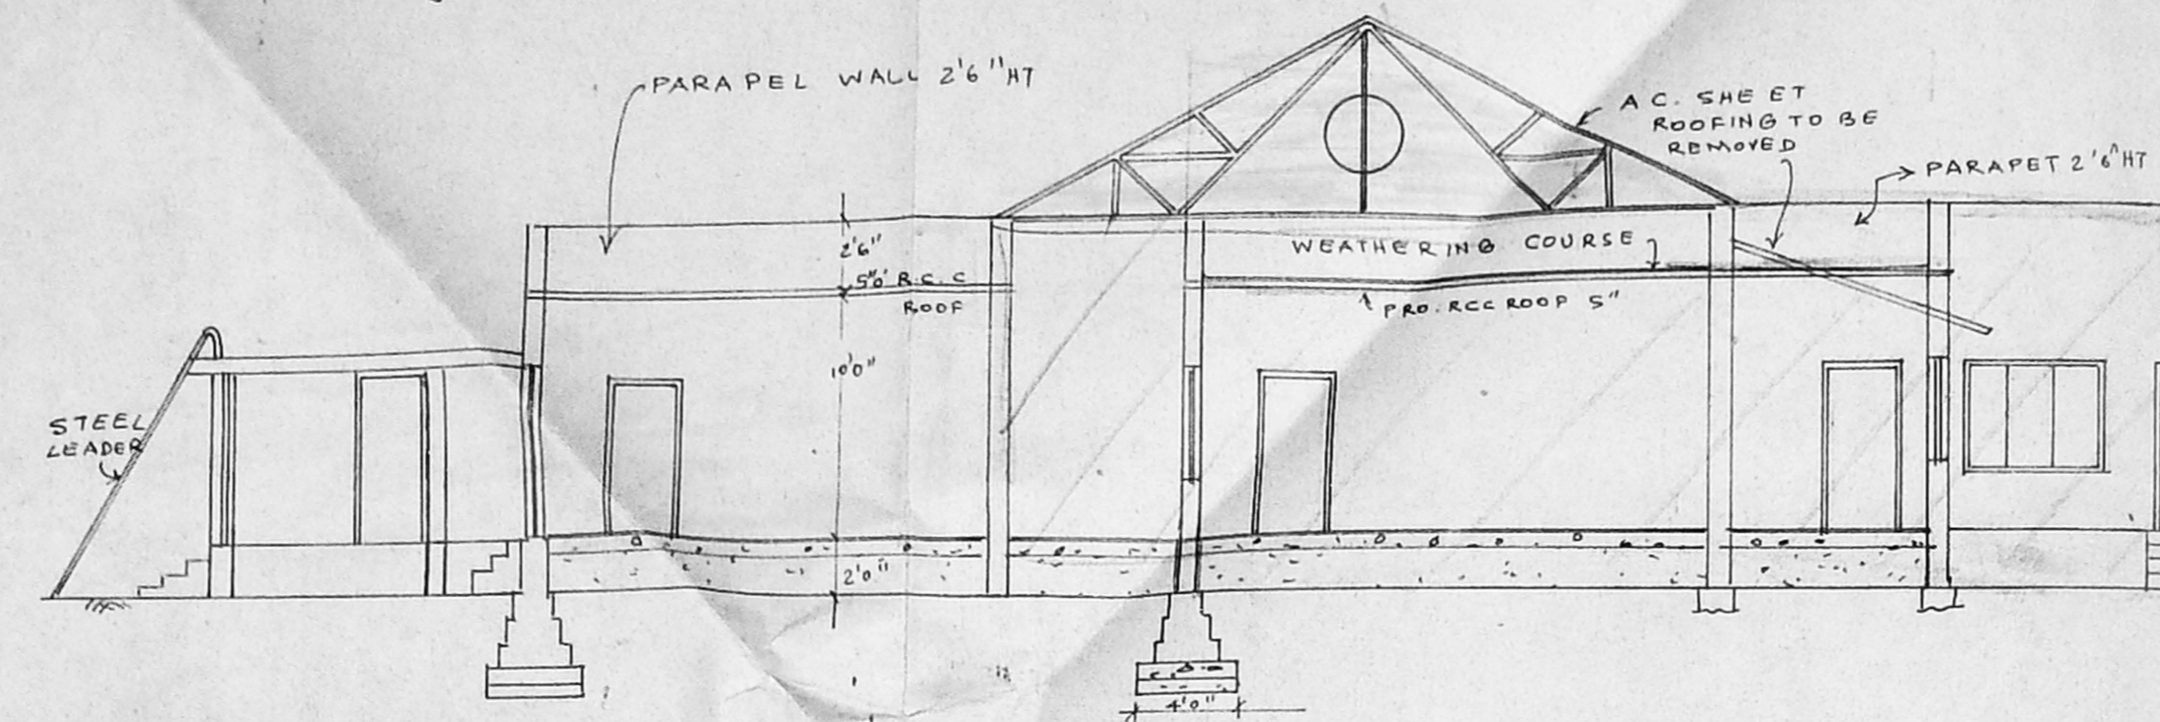 PARAPEL WALL 2'6" HT
A C. SHEET
ROOFING TO BE
REMOVED
PARAPET 2'6" HT
2'6"
WEATHERING COURSE
5"0' R.C.C
ROOF
PRO. RCC ROOP 5"
10'0"
STEEL
LEADER
2'0"
4'0"